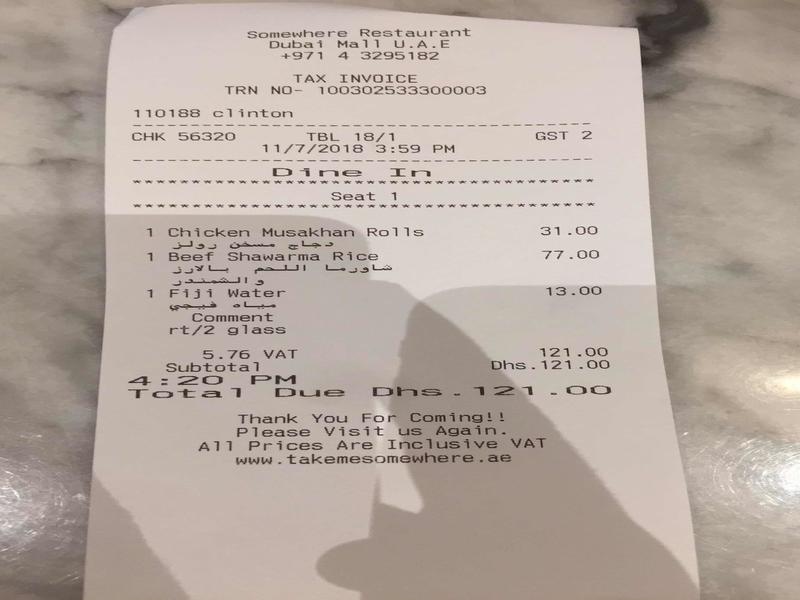 Somewhere Restaurant
Dubai Mall U.A.E
+971 4 3295182
TAX INVOICE
TRN NO- 100302533300003
110188 clinton
CHK 56320 TBL 18/1 GST 2
11/7/2018 3:59 PM
Dine In
Seat 1
1 Chicken Musakhan Rolls 31.00
دجاج مسخن رولز
1 Beef Shawarma Rice 77.00
شاورما اللحم بالارز
والشمندر
1 Fiji Water 13.00
مياه فيجي
Comment
rt/2 glass
5.76 VAT 121.00
Subtotal Dhs.121.00
4:20 PM
Total Due Dhs.121.00
Thank You For Coming!!
Please Visit us Again.
All Prices Are Inclusive VAT
www.takemesomewhere.ae